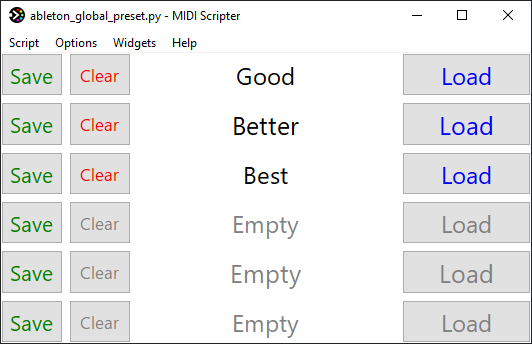 ableton_global_preset.py - MIDI Scripter
Script Options Widgets Help
Save Clear Good Load
Save Clear Better Load
Save Clear Best Load
Save Clear Empty Load
Save Clear Empty Load
Save Clear Empty Load